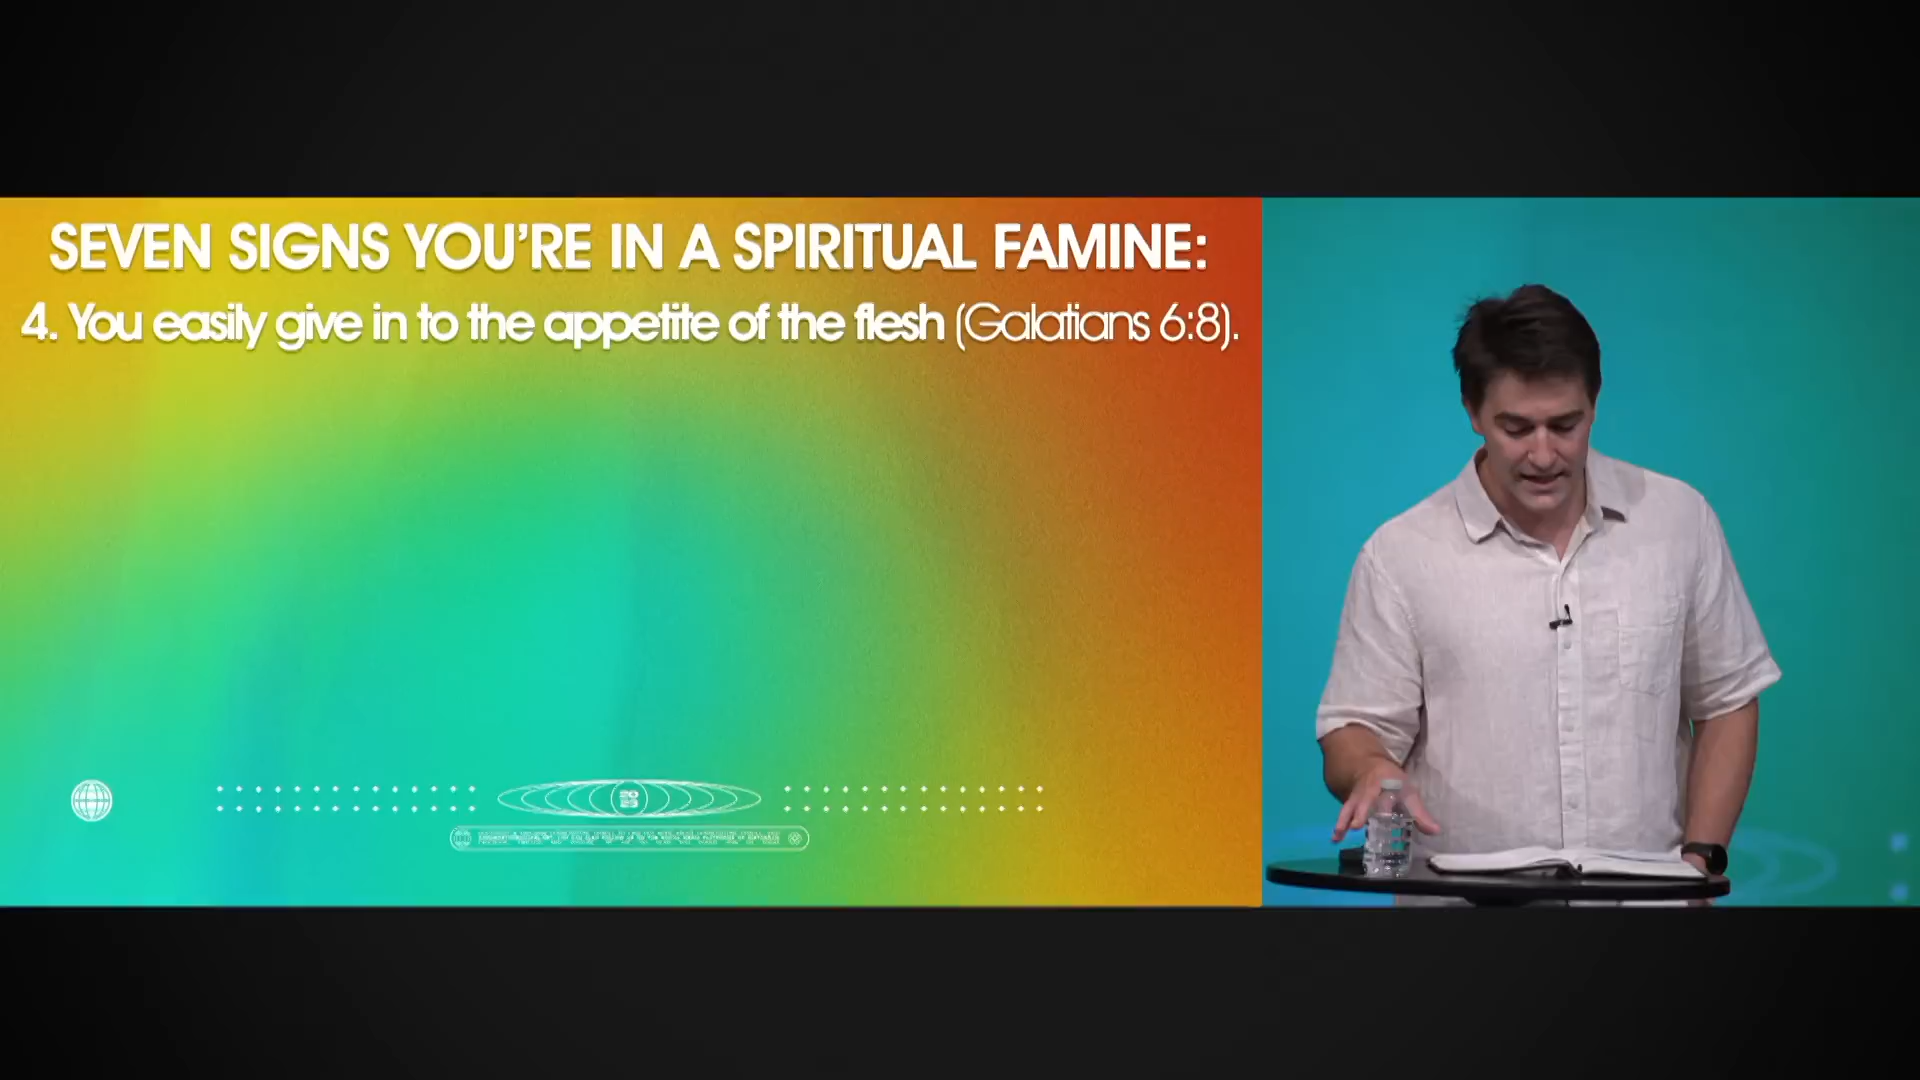 SEVEN SIGNS YOU'RE IN A SPIRITUAL FAMINE:
4. You easily give in to the appetite of the flesh (Galatians 6:8).
20